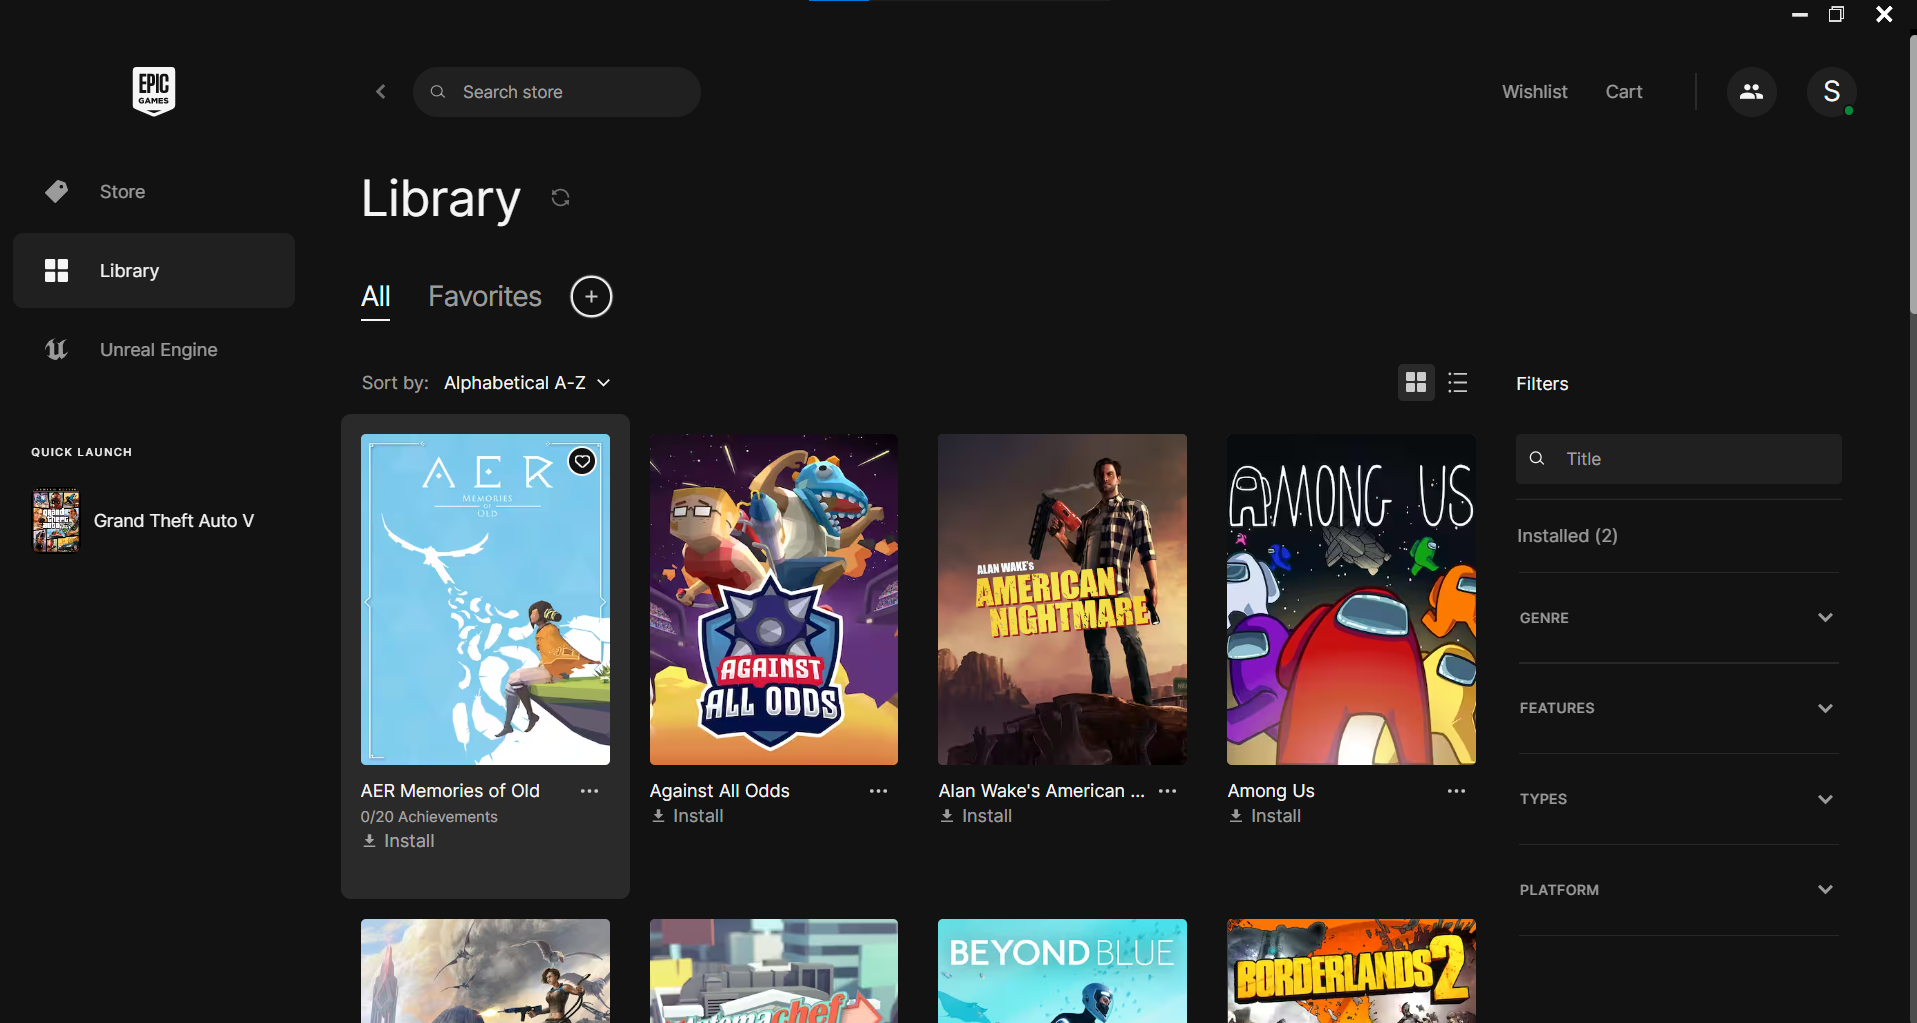 EPIC
GAMES
Search store
Wishlist
Cart
S
Store
Library
Unreal Engine
QUICK LAUNCH
grand
theft
auto
Grand Theft Auto V
Library
All
Favorites
Sort by: Alphabetical A-Z
AER
MEMORIES
OF
OLD
AER Memories of Old
0/20 Achievements
Install
AGAINST
ALL ODDS
Against All Odds
Install
ALAN WAKE'S
AMERICAN
NIGHTMARE
Alan Wake's American ...
Install
AMONG US
Among Us
Install
BEYOND BLUE
BORDERLANDS 2
Filters
Title
Installed (2)
GENRE
FEATURES
TYPES
PLATFORM